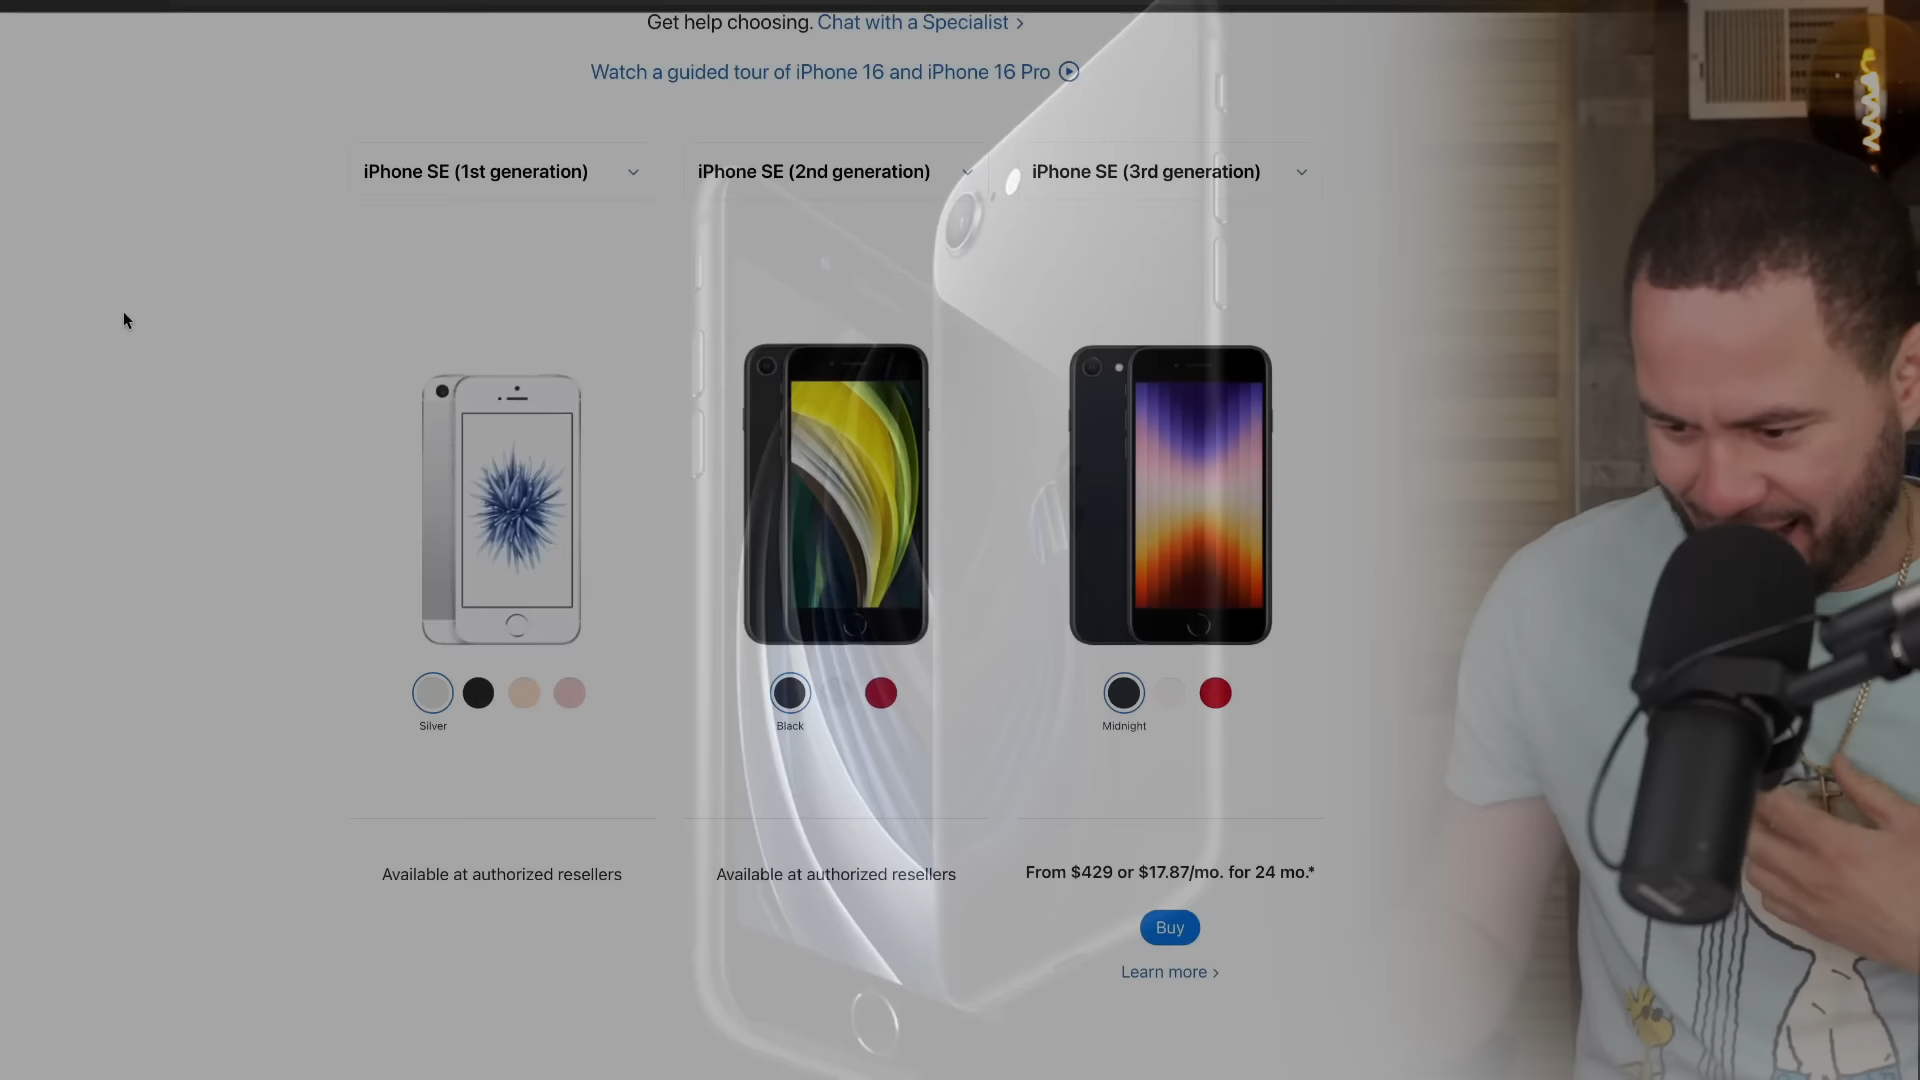 Get help choosing. Chat with a Specialist >
Watch a guided tour of iPhone 16 and iPhone 16 Pro
iPhone SE (1st generation)
iPhone SE (2nd generation)
iPhone SE (3rd generation)
Silver
Black
Midnight
Available at authorized resellers
Available at authorized resellers
From $429 or $17.87/mo. for 24 mo.*
Buy
Learn more >